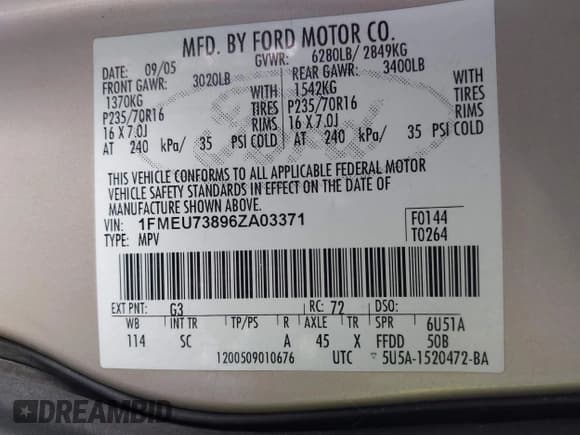 MFD. BY FORD MOTOR CO.
DATE: 09/05 GVWR: 6280LB/ 2849KG
FRONT GAWR: 3020LB REAR GAWR: 3400LB
1370KG WITH 1542KG WITH
P235/70R16 TIRES P235/70R16 TIRES
16 X 7.0J RIMS 16 X 7.0J RIMS
AT 240 kPa/ 35 PSI COLD AT 240 kPa/ 35 PSI COLD
THIS VEHICLE CONFORMS TO ALL APPLICABLE FEDERAL MOTOR
VEHICLE SAFETY STANDARDS IN EFFECT ON THE DATE OF
MANUFACTURE SHOWN ABOVE.
VIN: 1FMEU73896ZA03371 F0144
TYPE: MPV T0264
EXT PNT: G3 RC: 72 DSO:
WB INT TR TP/PS R AXLE TR SPR 6U51A
114 SC A 45 X FFDD 50B
1200509010676 UTC 5U5A-1520472-BA
DREAMBID